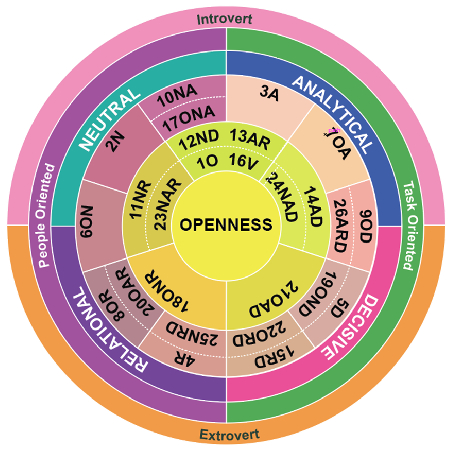 Introvert
People Oriented
Task Oriented
NEUTRAL
ANALYTICAL
10NA
17ONA
3A
2N
7OA
12ND
13AR
1O
16V
11NR
23NAR
24NAD
14AD
6ON
9OD
26ARD
OPENNESS
8OR
20OAR
18ONR
21OAD
19OND
5D
25NRD
22ORD
4R
15RD
RELATIONAL
DECISIVE
Extrovert